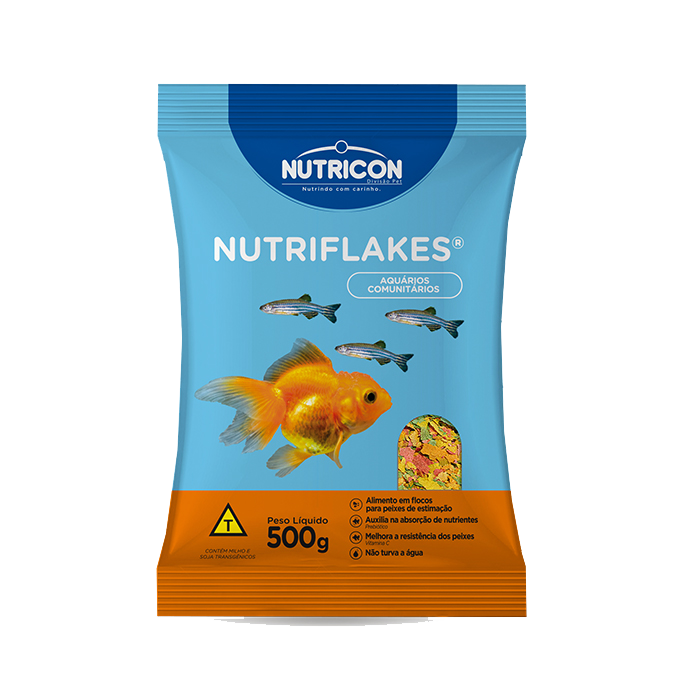 NUTRICON
Divisão Pet
Nutrindo com carinho.
NUTRIFLAKES®
AQUÁRIOS
COMUNITÁRIOS
T
CONTÉM MILHO E
SOJA TRANSGÊNICOS
Peso Líquido
500g
Alimento em flocos
para peixes de estimação
Auxilia na absorção de nutrientes
Prebiótico
Melhora a resistência dos peixes
Vitamina C
Não turva a água